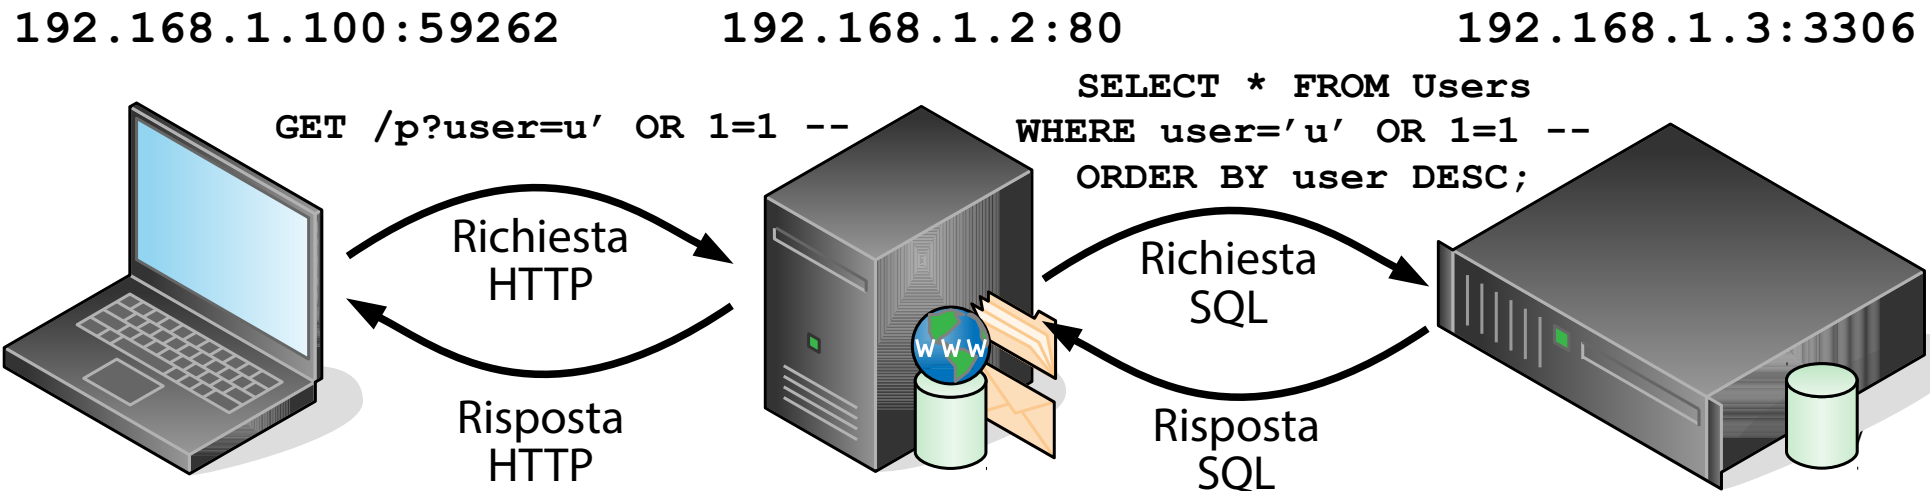 192.168.1.100:59262
192.168.1.2:80
192.168.1.3:3306
GET /p?user=u’ OR 1=1 --
SELECT * FROM Users
WHERE user=’u’ OR 1=1 --
ORDER BY user DESC;
Richiesta
HTTP
Risposta
HTTP
Richiesta
SQL
Risposta
SQL
WWW